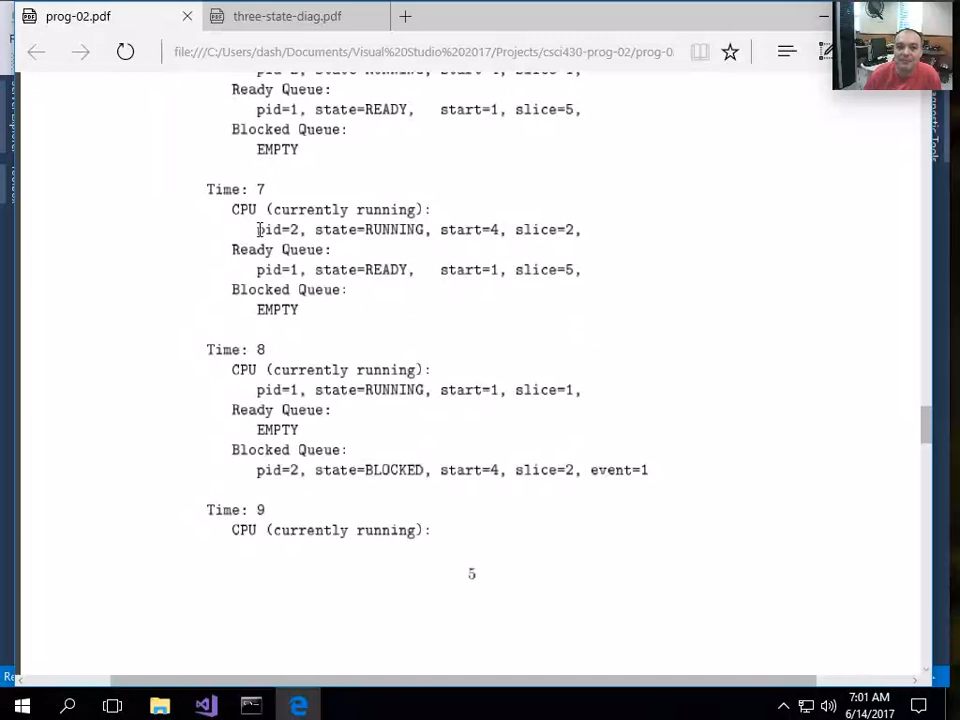 prog-02.pdf
three-state-diag.pdf
file:///C:/Users/dash/Documents/Visual%20Studio%202017/Projects/csci430-prog-02/prog-0
Ready Queue:
pid=1, state=READY, start=1, slice=5,
Blocked Queue:
EMPTY
Time: 7
CPU (currently running):
pid=2, state=RUNNING, start=4, slice=2,
Ready Queue:
pid=1, state=READY, start=1, slice=5,
Blocked Queue:
EMPTY
Time: 8
CPU (currently running):
pid=1, state=RUNNING, start=1, slice=1,
Ready Queue:
EMPTY
Blocked Queue:
pid=2, state=BLOCKED, start=4, slice=2, event=1
Time: 9
CPU (currently running):
5
Re
7:01 AM
6/14/2017